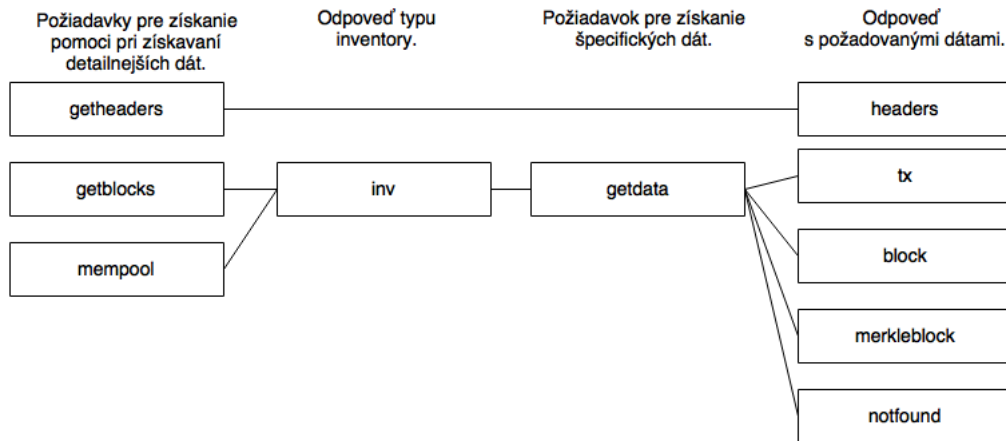 Požiadavky pre získanie
pomoci pri získavaní
detailnejších dát.
Odpoveď typu
inventory.
Požiadavok pre získanie
špecifických dát.
Odpoveď
s požadovanými dátami.
getheaders
headers
getblocks
inv
getdata
tx
mempool
block
merkleblock
notfound